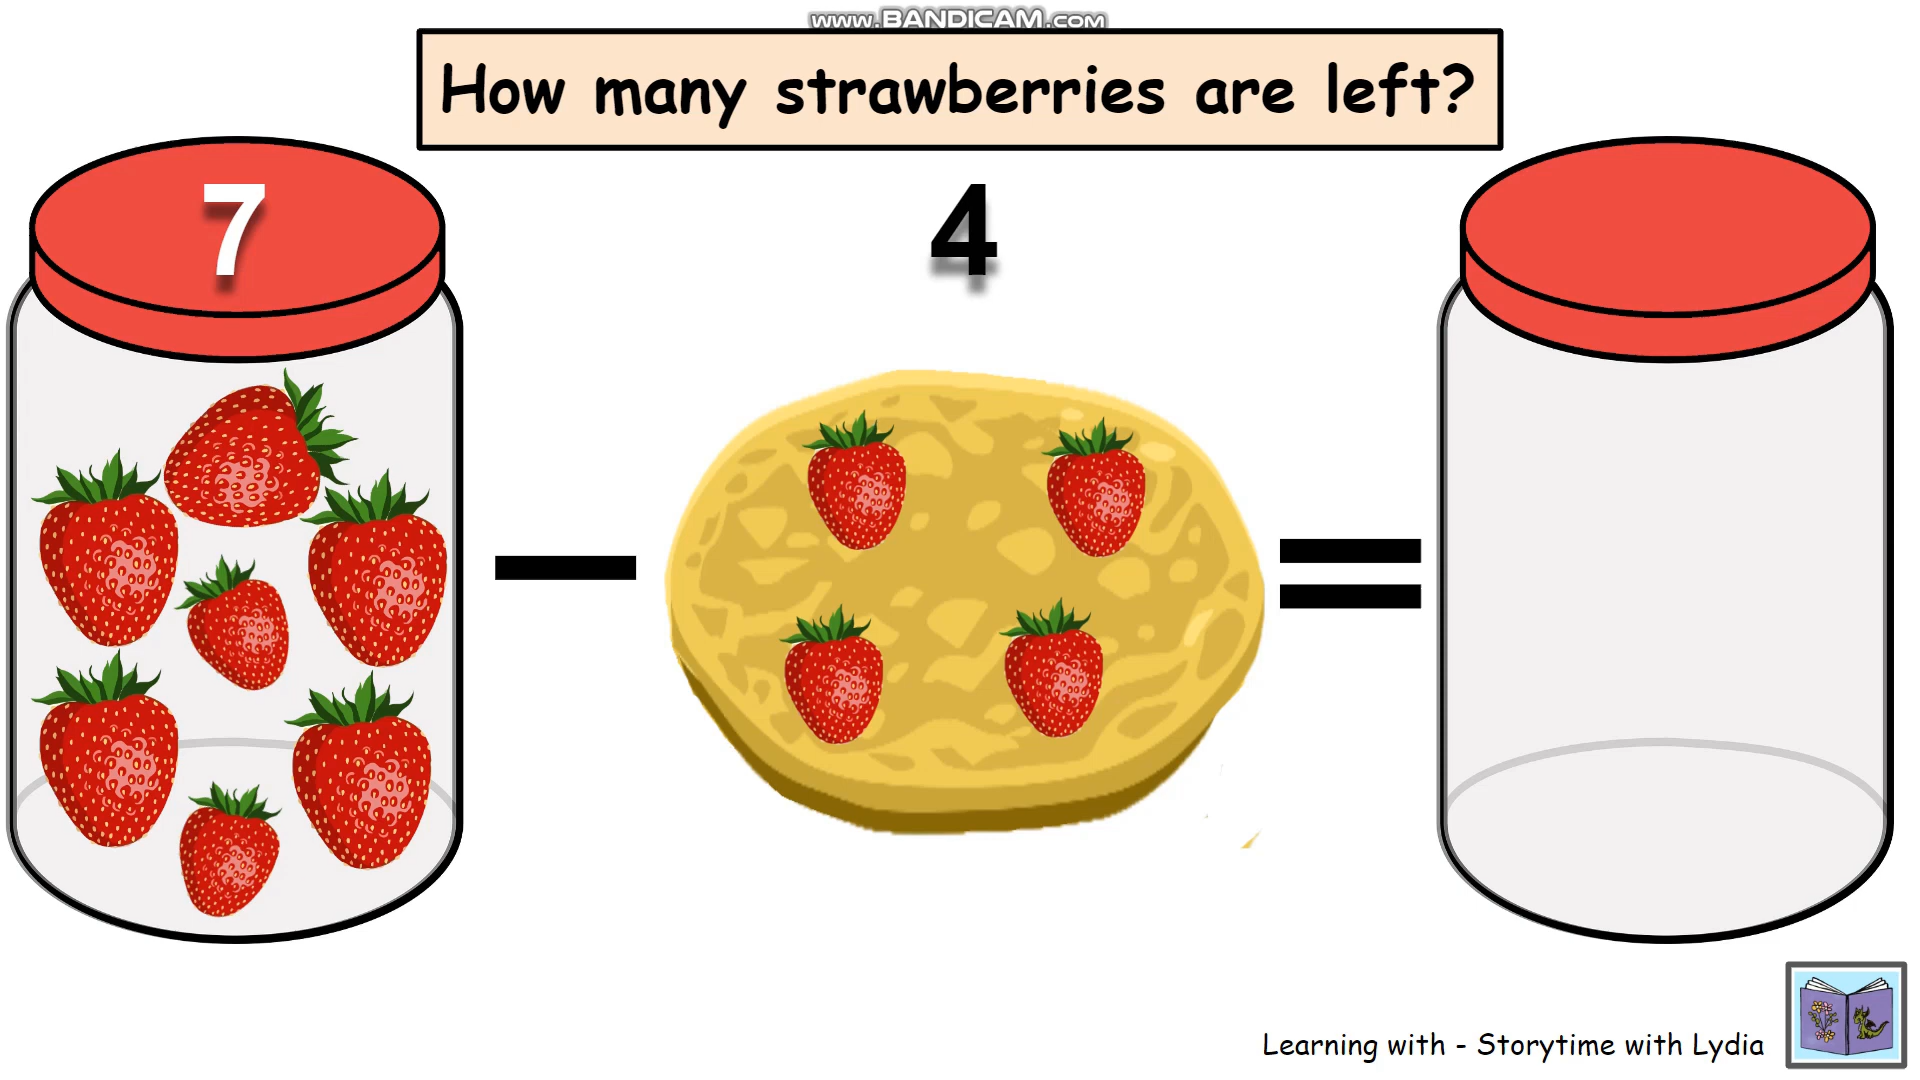 www.BANDICAM.com
How many strawberries are left?
7
4
Learning with - Storytime with Lydia